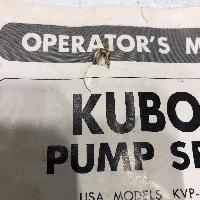 OPERATOR'S M
KUBO
PUMP SE
USA MODELS KVP-